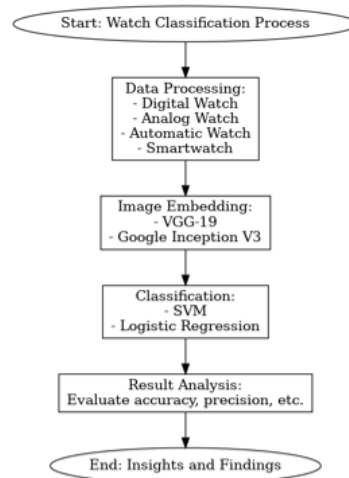 Start: Watch Classification Process
Data Processing:
- Digital Watch
- Analog Watch
- Automatic Watch
- Smartwatch
Image Embedding:
- VGG-19
- Google Inception V3
Classification:
- SVM
- Logistic Regression
Result Analysis:
Evaluate accuracy, precision, etc.
End: Insights and Findings